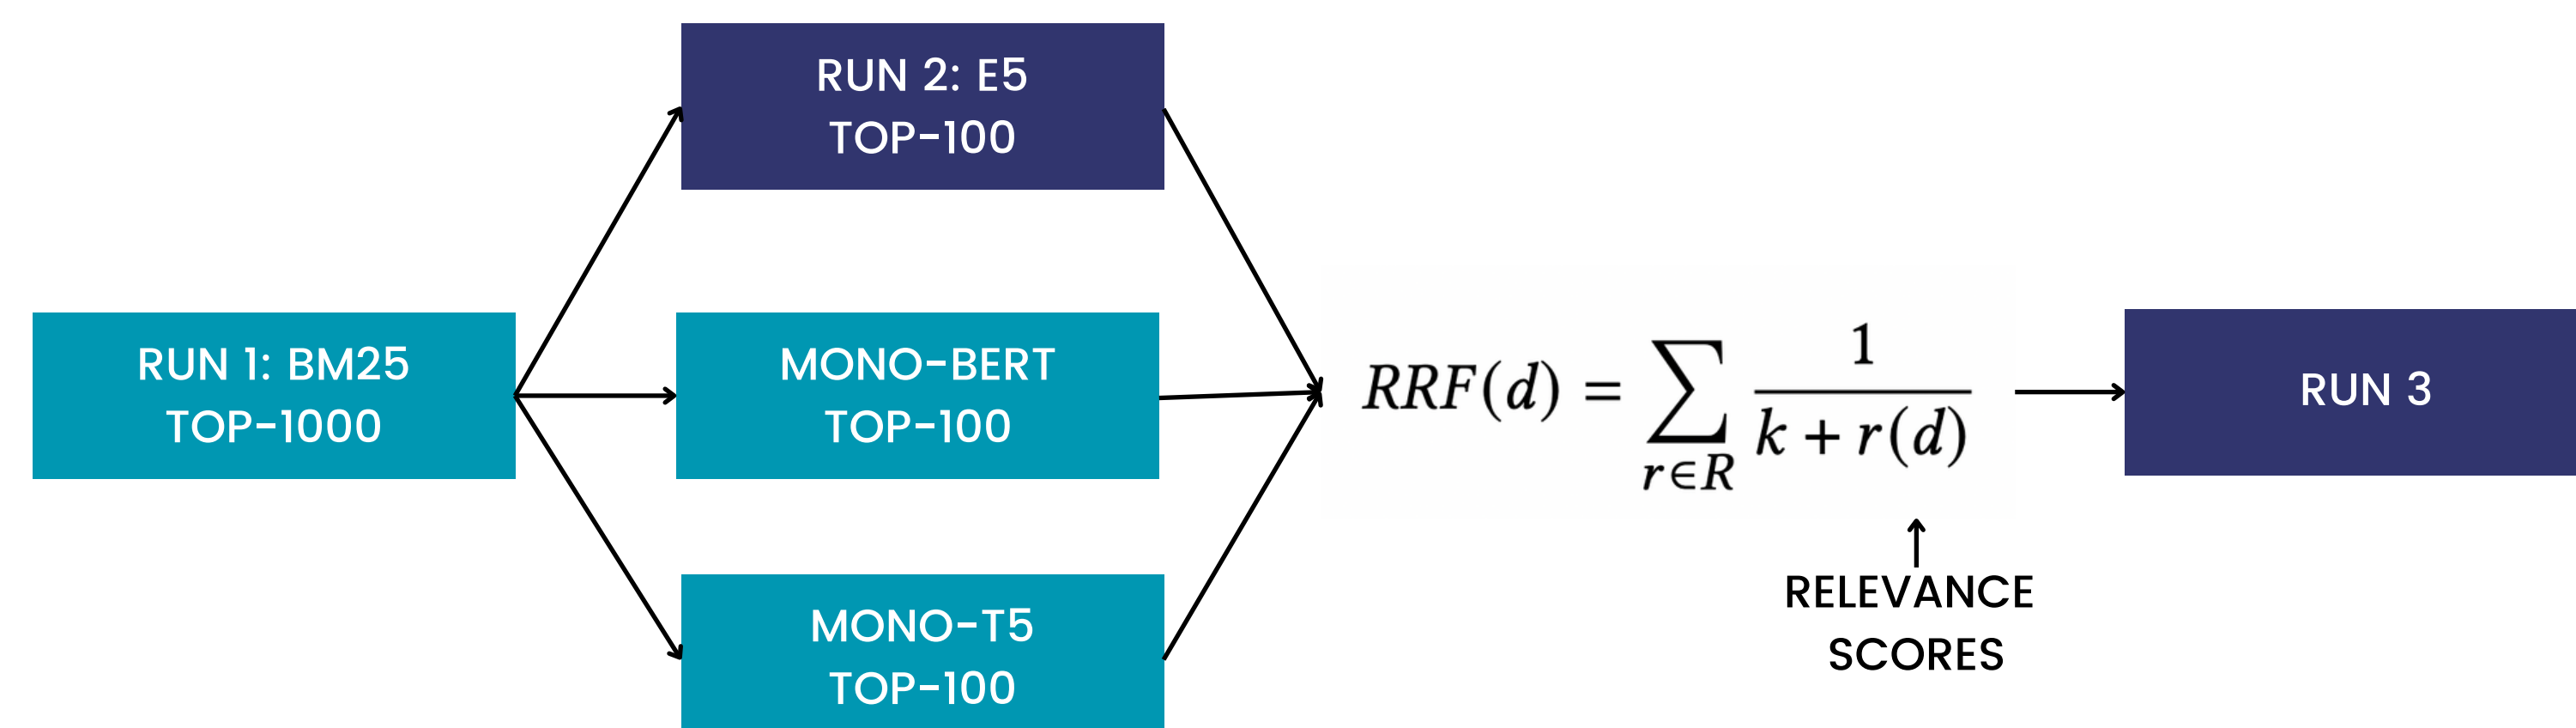 RUN 2: E5
TOP-100
RUN 1: BM25
TOP-1000
MONO-BERT
TOP-100
MONO-T5
TOP-100
RRF(d) = ∑_{r∈R} \frac{1}{k + r(d)}
RELEVANCE
SCORES
RUN 3